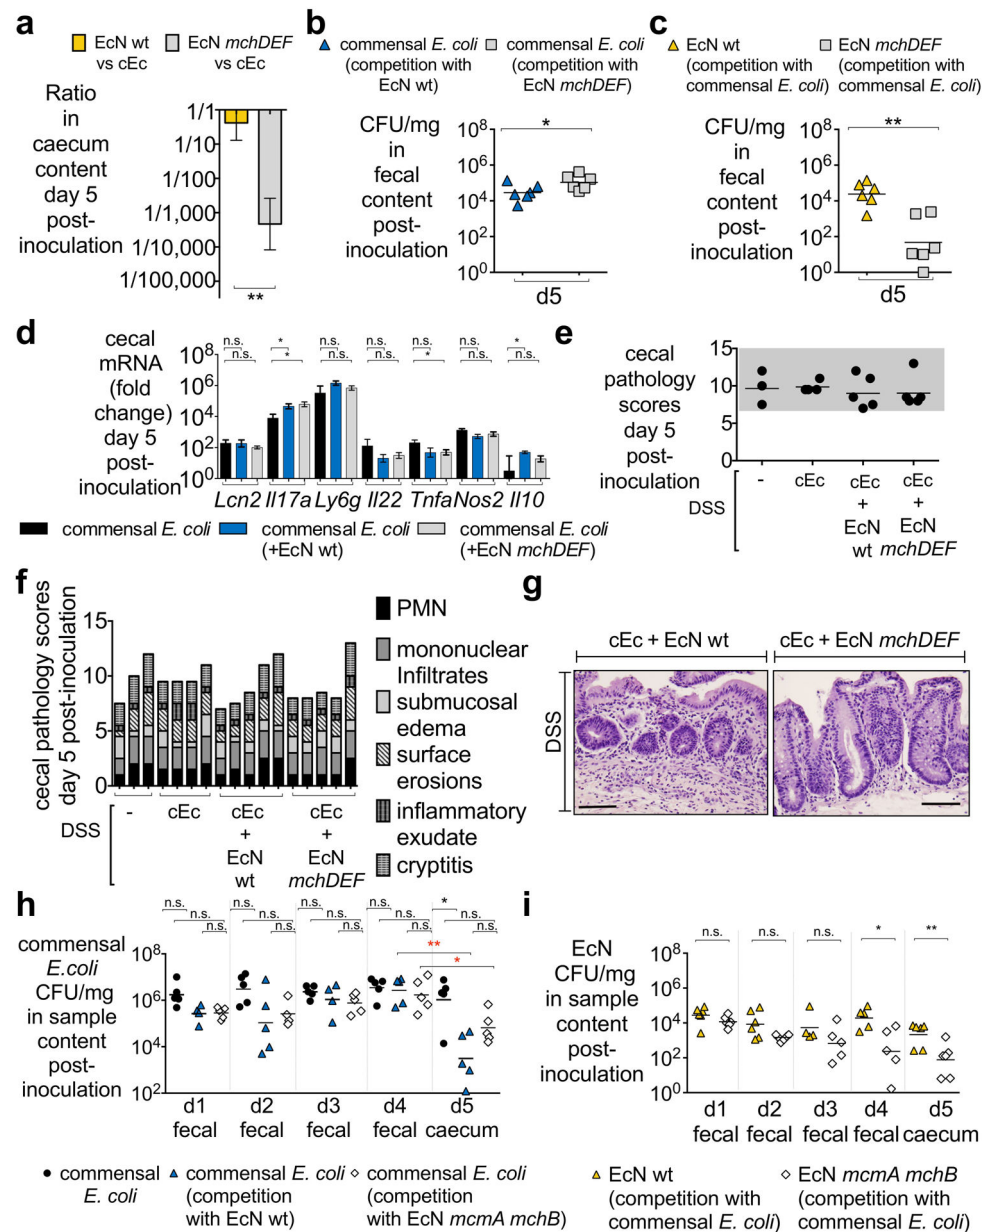 a
EcN wt
vs cEc
EcN mchDEF
vs cEc
Ratio
in
caecum
content
day 5
post-
inoculation
1/1
1/10
1/100
1/1,000
1/10,000
1/100,000
**
b
commensal E. coli
(competition with
EcN wt)
commensal E. coli
(competition with
EcN mchDEF)
CFU/mg
in
fecal
content
post-
inoculation
10^8
10^6
10^4
10^2
10^0
*
d5
c
EcN wt
(competition with
commensal E. coli)
EcN mchDEF
(competition with
commensal E. coli)
CFU/mg
in
fecal
content
post-
inoculation
10^8
10^6
10^4
10^2
10^0
**
d5
d
cecal
mRNA
(fold
change)
day 5
post-
inoculation
n.s. * n.s. n.s. n.s. n.s. *
n.s. * n.s. n.s. * n.s. n.s.
10^8
10^6
10^4
10^2
10^0
Lcn2 Il17a Ly6g Il22 Tnfa Nos2 Il10
commensal E. coli
commensal E. coli
(+EcN wt)
commensal E. coli
(+EcN mchDEF)
e
cecal
pathology
scores
day 5
post-
inoculation
15
10
5
0
DSS
-
cEc
cEc
+
EcN
wt
cEc
+
EcN
mchDEF
f
cecal pathology scores
day 5 post-inoculation
15
10
5
0
DSS
-
cEc
cEc
+
EcN
wt
cEc
+
EcN
mchDEF
PMN
mononuclear
Infiltrates
submucosal
edema
surface
erosions
inflammatory
exudate
cryptitis
g
cEc + EcN wt
cEc + EcN mchDEF
DSS
h
commensal
E.coli
CFU/mg
in sample
content
post-
inoculation
n.s. n.s. n.s. n.s. *
n.s. n.s. n.s. n.s. n.s.
n.s. n.s. n.s. n.s. n.s.
**
*
10^8
10^6
10^4
10^2
d1 d2 d3 d4 d5
fecal fecal fecal fecal caecum
commensal
E. coli
commensal E. coli
(competition
with EcN wt)
commensal E. coli
(competition
with EcN mcmA mchB)
i
EcN
CFU/mg
in sample
content
post-
inoculation
n.s. n.s. n.s. * **
10^8
10^6
10^4
10^2
10^0
d1 d2 d3 d4 d5
fecal fecal fecal fecal caecum
EcN wt
(competition with
commensal E. coli)
EcN mcmA mchB
(competition with
commensal E. coli)